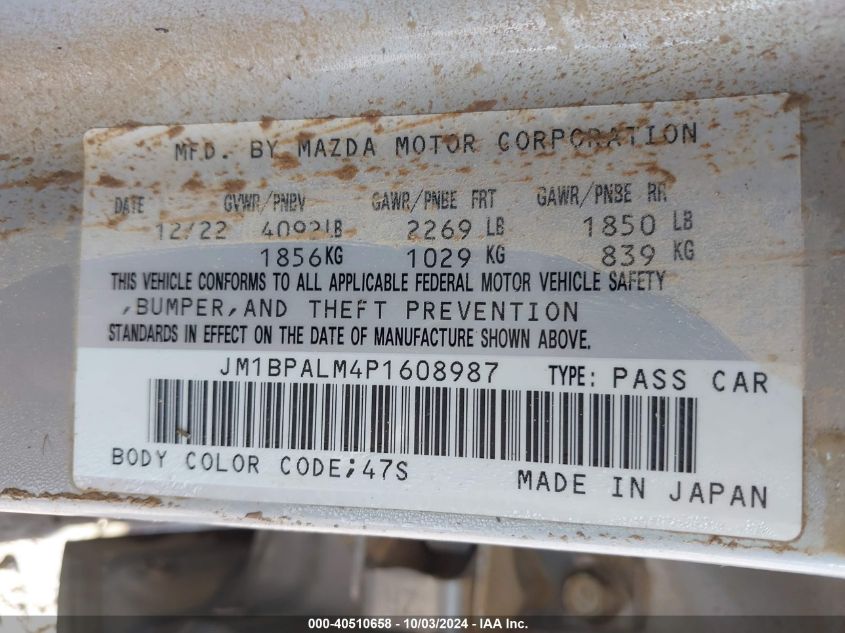 MFD. BY MAZDA MOTOR CORPORATION
DATE GVWR/PNBV GAWR/PNBE FRT GAWR/PNBE RR
12/22 4092LB 2269 LB 1850 LB
1856KG 1029 KG 839 KG
THIS VEHICLE CONFORMS TO ALL APPLICABLE FEDERAL MOTOR VEHICLE SAFETY
,BUMPER,AND THEFT PREVENTION
STANDARDS IN EFFECT ON THE DATE OF MANUFACTURE SHOWN ABOVE.
JM1BPALM4P1608987 TYPE: PASS CAR
BODY COLOR CODE;47S
MADE IN JAPAN
000-40510658 - 10/03/2024 - IAA Inc.